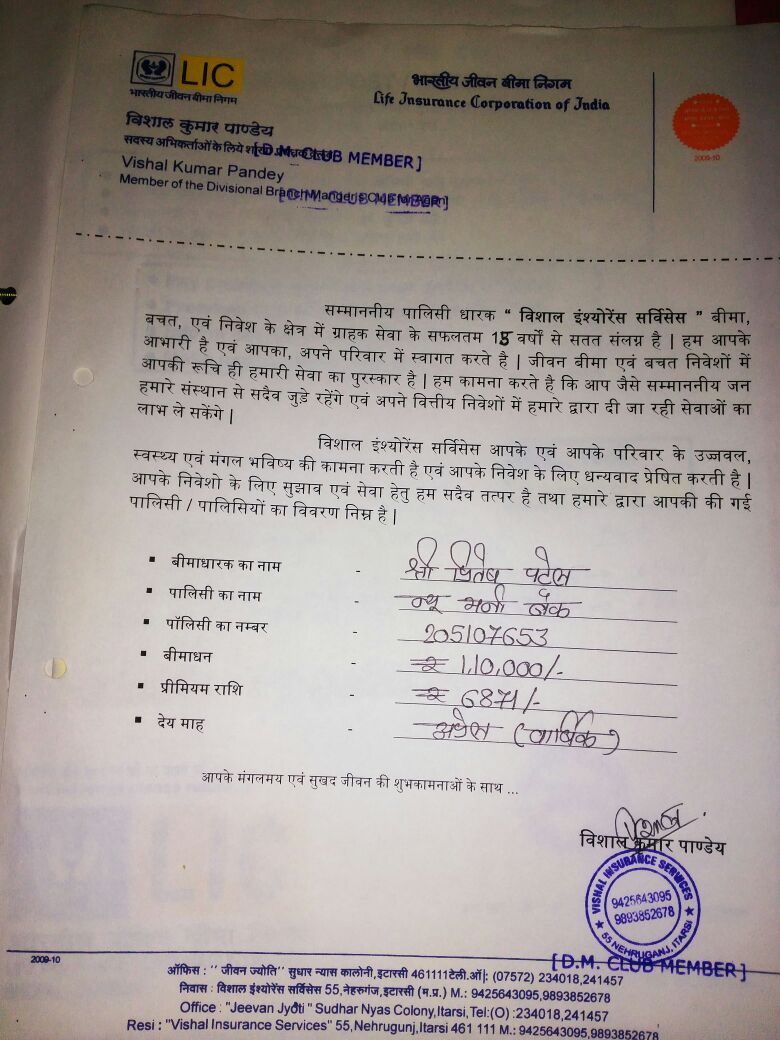 LIC
भारतीय जीवन बीमा निगम
भारतीय जीवन बीमा निगम
Life Insurance Corporation of India
2009-10
विशाल कुमार पाण्डेय
सदस्य अभिकर्ताओं के लिये
[D.M. CLUB MEMBER]
Vishal Kumar Pandey
Member of the Divisional Branch Manger's Club for
[D.M. CLUB MEMBER]
सम्माननीय पालिसी धारक “ विशाल इंश्योरेंस सर्विसेस ” बीमा,
बचत, एवं निवेश के क्षेत्र में ग्राहक सेवा के सफलतम 15 वर्षों से सतत संलग्न है | हम आपके
आभारी है एवं आपका, अपने परिवार में स्वागत करते है | जीवन बीमा एवं बचत निवेशों में
आपकी रूचि ही हमारी सेवा का पुरस्कार है | हम कामना करते है कि आप जैसे सम्माननीय जन
हमारे संस्थान से सदैव जुड़े रहेंगे एवं अपने वित्तीय निवेशों में हमारे द्वारा दी जा रही सेवाओं का
लाभ ले सकेंगे |
विशाल इंश्योरेंस सर्विसेस आपके एवं आपके परिवार के उज्जवल,
स्वस्थ्य एवं मंगल भविष्य की कामना करती है एवं आपके निवेश के लिए धन्यवाद प्रेषित करती है |
आपके निवेशो के लिए सुझाव एवं सेवा हेतु हम सदैव तत्पर है तथा हमारे द्वारा आपकी की गई
पालिसी / पालिसियों का विवरण निम्न है |
▪ बीमाधारक का नाम - श्री प्रितेष पटेल
▪ पालिसी का नाम - न्यू मनी बैक
▪ पॉलिसी का नम्बर - 205107653
▪ बीमाधन - ₹ 1,10,000/-
▪ प्रीमियम राशि - ₹ 6871/-
▪ देय माह - अप्रैल (वार्षिक)
आपके मंगलमय एवं सुखद जीवन की शुभकामनाओं के साथ ...
विशाल कुमार पाण्डेय
VISHAL INSURANCE SERVICES
9425643095
9893852678
55 NEHRUGANJ, ITARSI
[D.M. CLUB MEMBER]
2009-10
ऑफिस : '' जीवन ज्योति'' सुधार न्यास कालोनी,इटारसी 461111टेली.ऑ|: (07572) 234018,241457
निवास : विशाल इंश्योरेंस सर्विसेस 55,नेहरुगंज,इटारसी (म.प्र.) M.: 9425643095,9893852678
Office : "Jeevan Jyoti " Sudhar Nyas Colony,Itarsi,Tel:(O) :234018,241457
Resi : "Vishal Insurance Services" 55,Nehrugunj,Itarsi 461 111 M.: 9425643095,9893852678